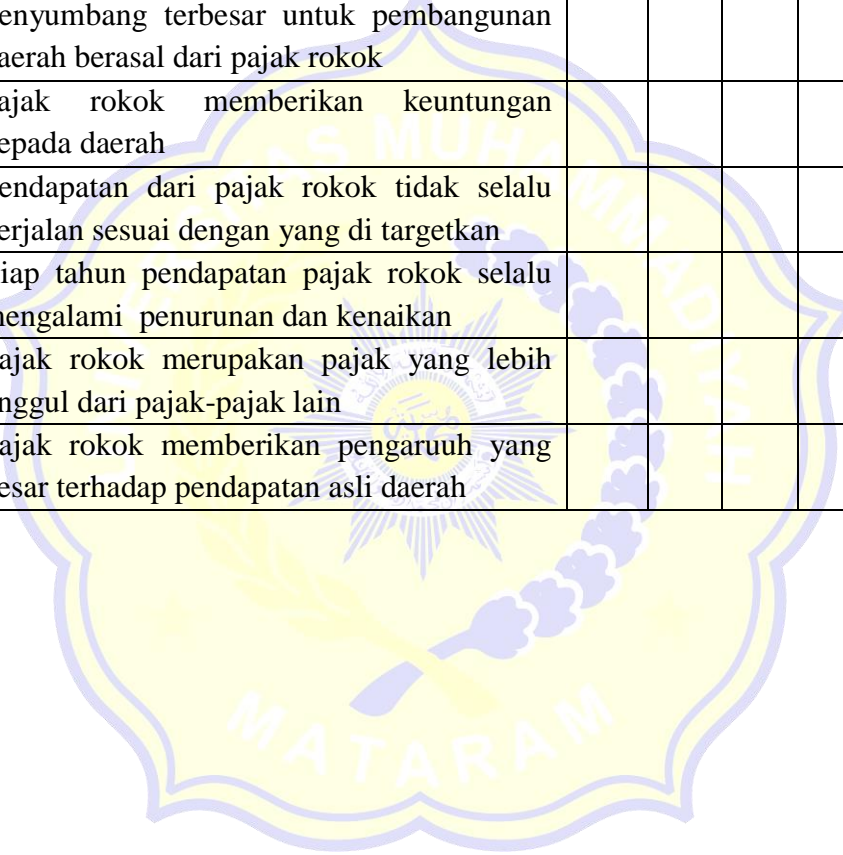 enyumbang terbesar untuk pembangunan
aerah berasal dari pajak rokok
ajak rokok memberikan keuntungan
epada daerah
endapatan dari pajak rokok tidak selalu
erjalan sesuai dengan yang di targetkan
iap tahun pendapatan pajak rokok selalu
engalami penurunan dan kenaikan
ajak rokok merupakan pajak yang lebih
nggul dari pajak-pajak lain
ajak rokok memberikan pengaruuh yang
esar terhadap pendapatan asli daerah
UNIVERSITAS MUHAMMADIYAH
MATARAM